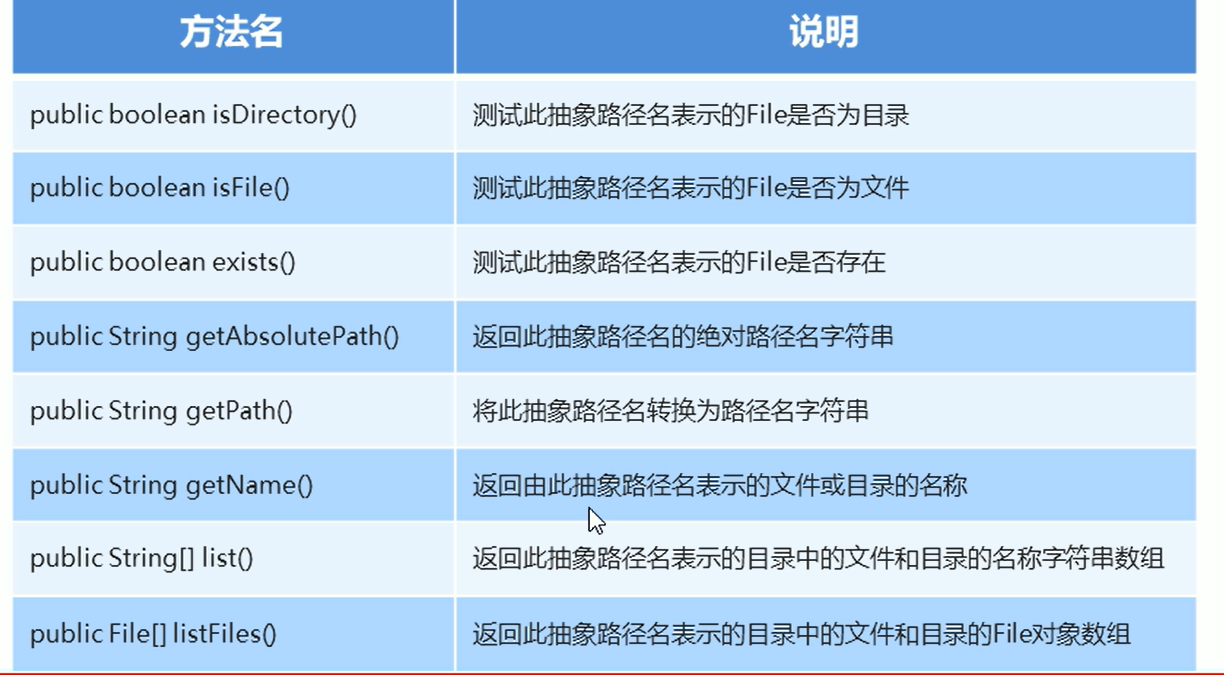 方法名 说明
public boolean isDirectory() 测试此抽象路径名表示的File是否为目录
public boolean isFile() 测试此抽象路径名表示的File是否为文件
public boolean exists() 测试此抽象路径名表示的File是否存在
public String getAbsolutePath() 返回此抽象路径名的绝对路径名字符串
public String getPath() 将此抽象路径名转换为路径名字符串
public String getName() 返回由此抽象路径名表示的文件或目录的名称
public String[] list() 返回此抽象路径名表示的目录中的文件和目录的名称字符串数组
public File[] listFiles() 返回此抽象路径名表示的目录中的文件和目录的File对象数组